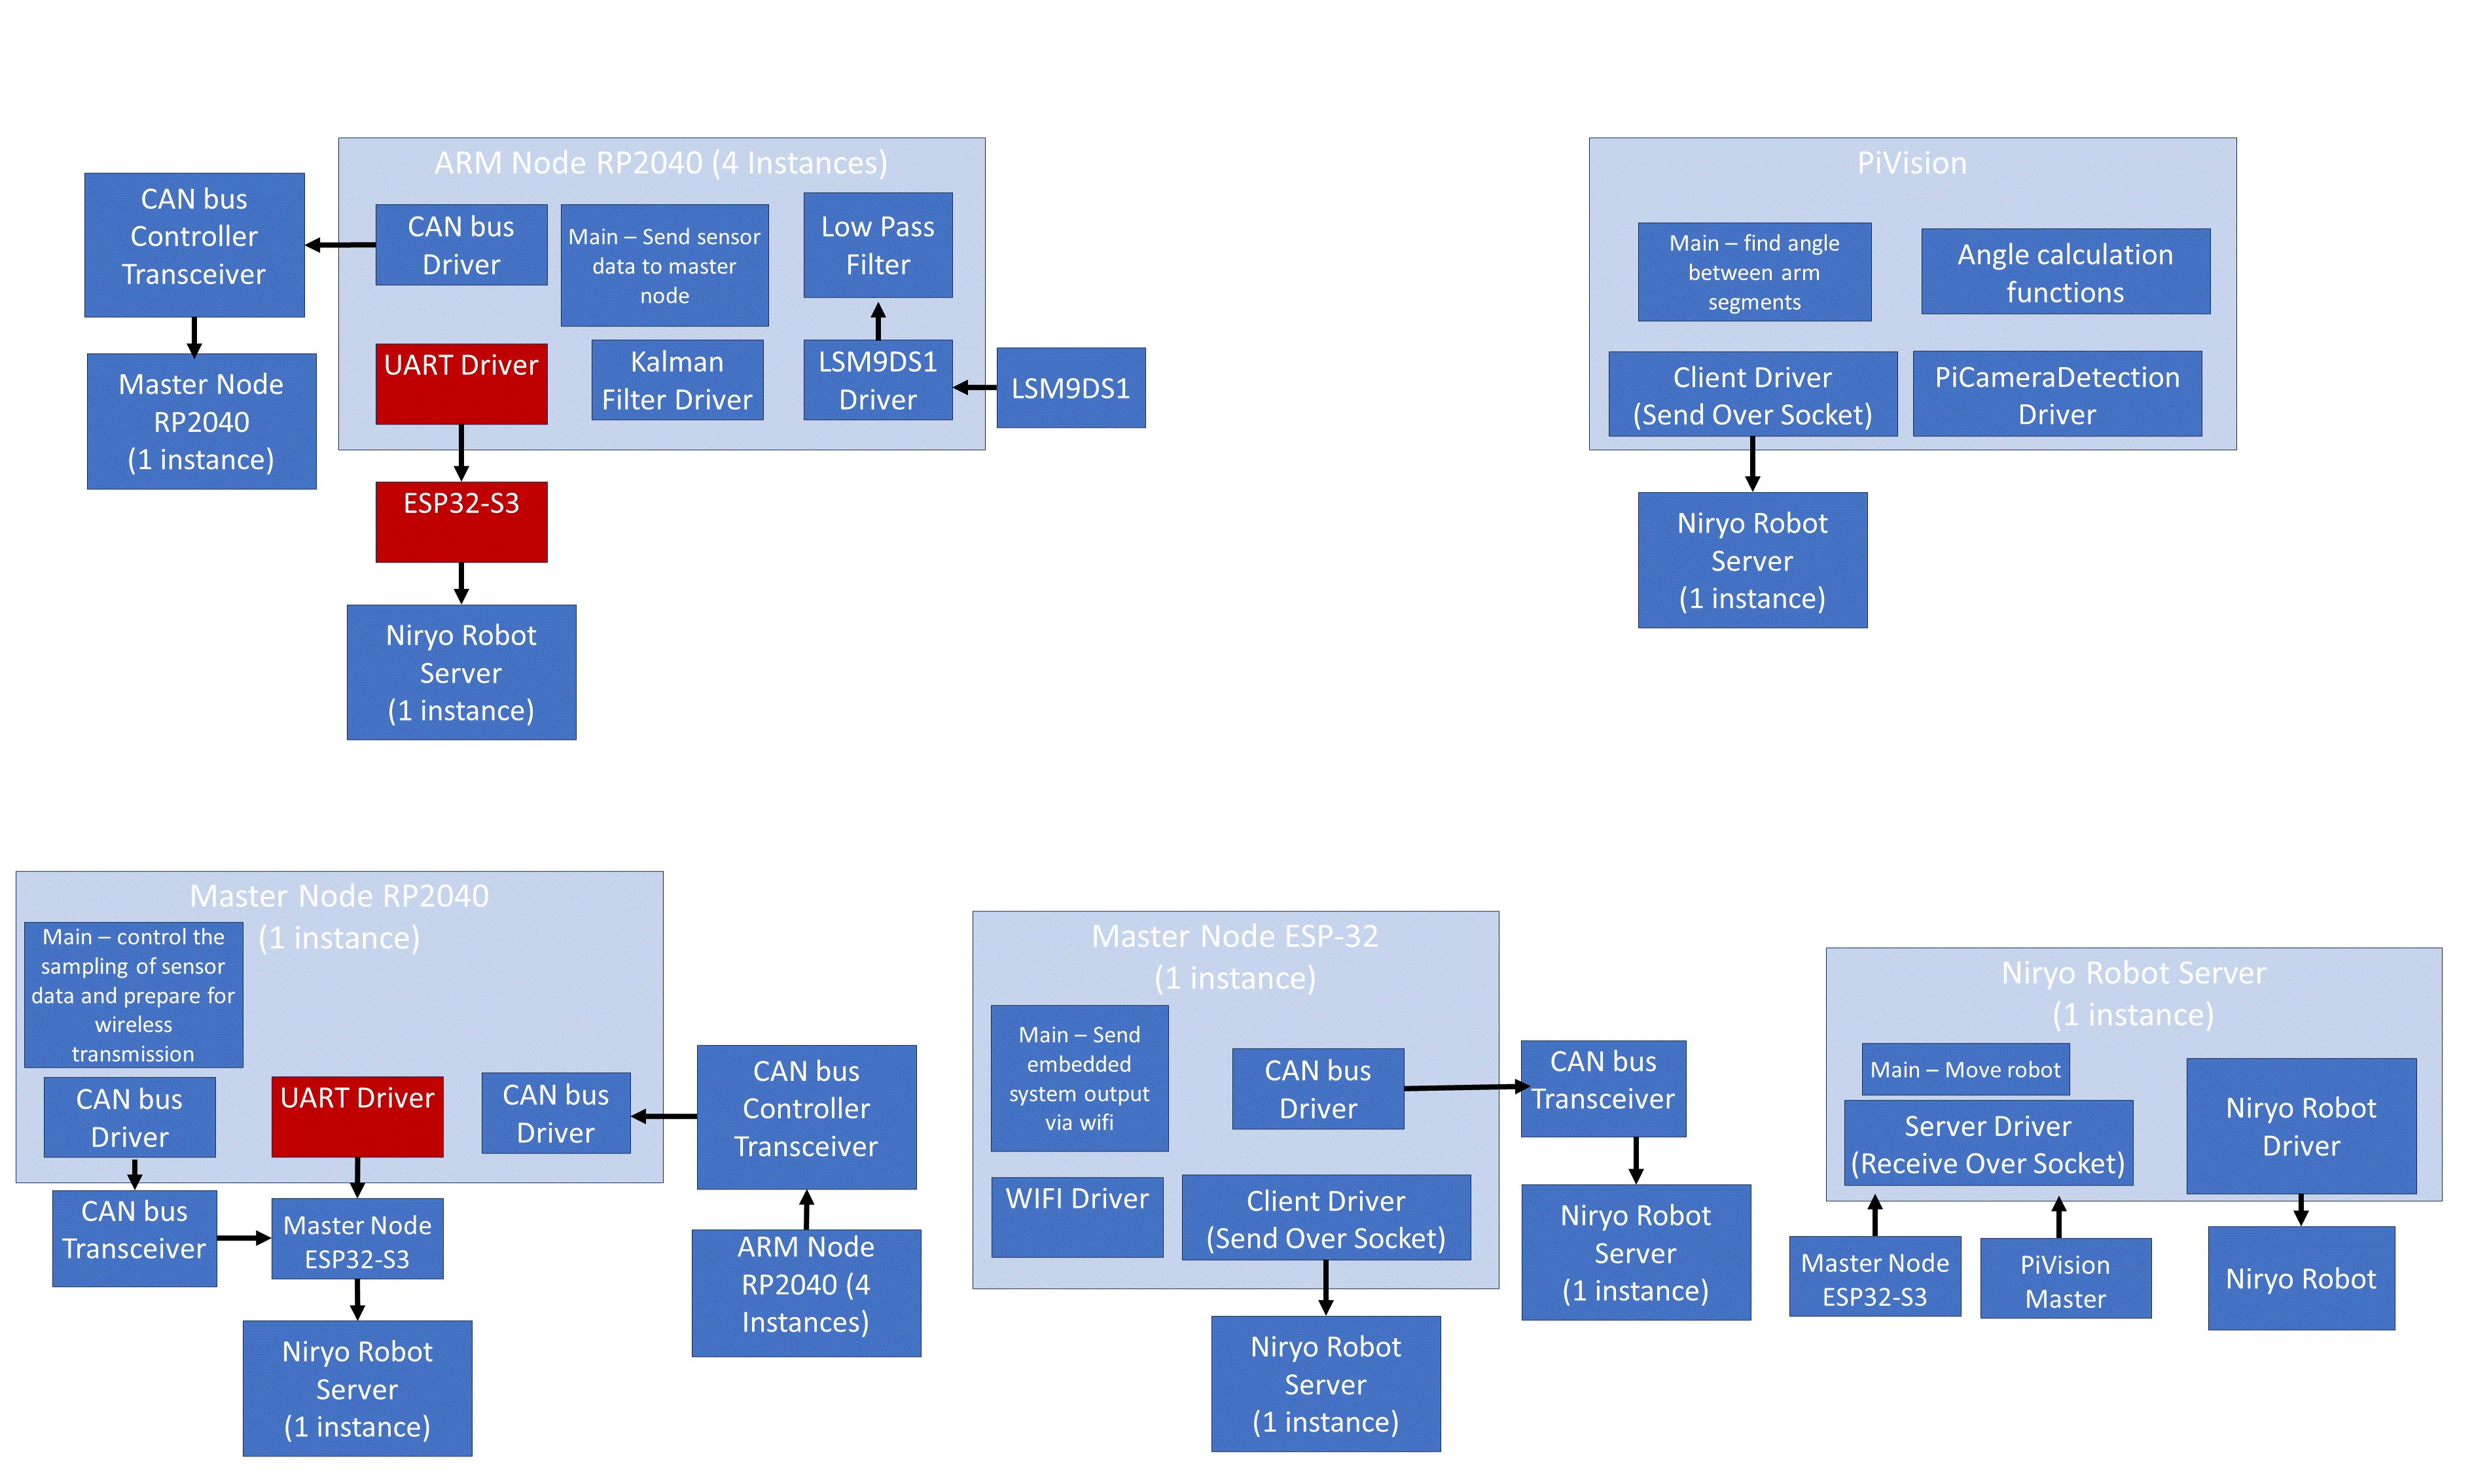 ARM Node RP2040 (4 Instances)
CAN bus
Controller
Transceiver
CAN bus
Driver
Main – Send sensor
data to master
node
Low Pass
Filter
UART Driver
Kalman
Filter Driver
LSM9DS1
Driver
LSM9DS1
Master Node
RP2040
(1 instance)
ESP32-S3
Niryo Robot
Server
(1 instance)
PiVision
Main – find angle
between arm
segments
Angle calculation
functions
Client Driver
(Send Over Socket)
PiCameraDetection
Driver
Niryo Robot
Server
(1 instance)
Master Node RP2040
(1 instance)
Main – control the
sampling of sensor
data and prepare for
wireless
transmission
CAN bus
Driver
UART Driver
CAN bus
Driver
CAN bus
Controller
Transceiver
CAN bus
Transceiver
Master Node
ESP32-S3
ARM Node
RP2040 (4
Instances)
Niryo Robot
Server
(1 instance)
Master Node ESP-32
(1 instance)
Main – Send
embedded
system output
via wifi
CAN bus
Driver
CAN bus
Transceiver
WIFI Driver
Client Driver
(Send Over Socket)
Niryo Robot
Server
(1 instance)
Niryo Robot
Server
(1 instance)
Niryo Robot Server
(1 instance)
Main – Move robot
Server Driver
(Receive Over Socket)
Niryo Robot
Driver
Master Node
ESP32-S3
PiVision
Master
Niryo Robot